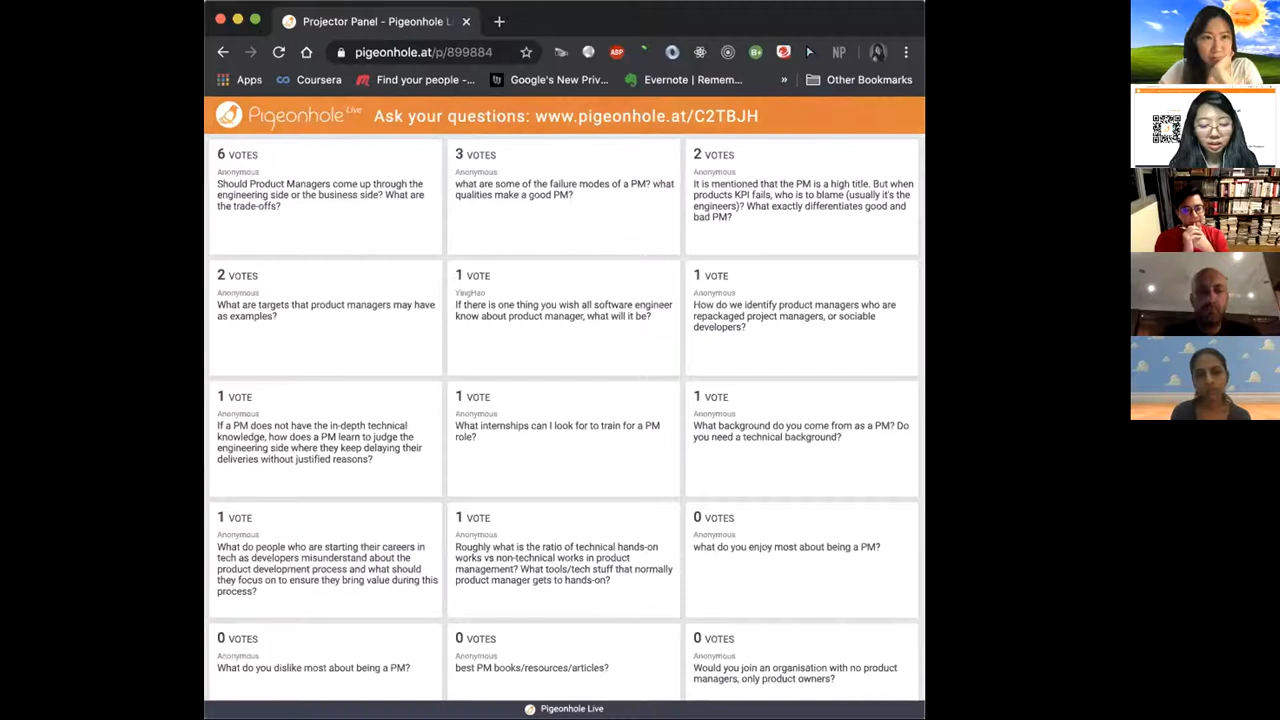 Projector Panel - Pigeonhole Li
pigeonhole.at/p/899884
ABP
B+
NP
Apps
Coursera
Find your people -...
Google's New Priv...
Evernote | Remem...
»
Other Bookmarks
Pigeonhole Live
Ask your questions: www.pigeonhole.at/C2TBJH
6 VOTES
Anonymous
Should Product Managers come up through the
engineering side or the business side? What are
the trade-offs?
3 VOTES
Anonymous
what are some of the failure modes of a PM? what
qualities make a good PM?
2 VOTES
Anonymous
It is mentioned that the PM is a high title. But when
products KPI fails, who is to blame (usually it's the
engineers)? What exactly differentiates good and
bad PM?
2 VOTES
Anonymous
What are targets that product managers may have
as examples?
1 VOTE
YingHao
If there is one thing you wish all software engineer
know about product manager, what will it be?
1 VOTE
Anonymous
How do we identify product managers who are
repackaged project managers, or sociable
developers?
1 VOTE
Anonymous
If a PM does not have the in-depth technical
knowledge, how does a PM learn to judge the
engineering side where they keep delaying their
deliveries without justified reasons?
1 VOTE
Anonymous
What internships can I look for to train for a PM
role?
1 VOTE
Anonymous
What background do you come from as a PM? Do
you need a technical background?
1 VOTE
Anonymous
What do people who are starting their careers in
tech as developers misunderstand about the
product development process and what should
they focus on to ensure they bring value during this
process?
1 VOTE
Anonymous
Roughly what is the ratio of technical hands-on
works vs non-technical works in product
management? What tools/tech stuff that normally
product manager gets to hands-on?
0 VOTES
Anonymous
what do you enjoy most about being a PM?
0 VOTES
Anonymous
What do you dislike most about being a PM?
0 VOTES
Anonymous
best PM books/resources/articles?
0 VOTES
Anonymous
Would you join an organisation with no product
managers, only product owners?
Pigeonhole Live